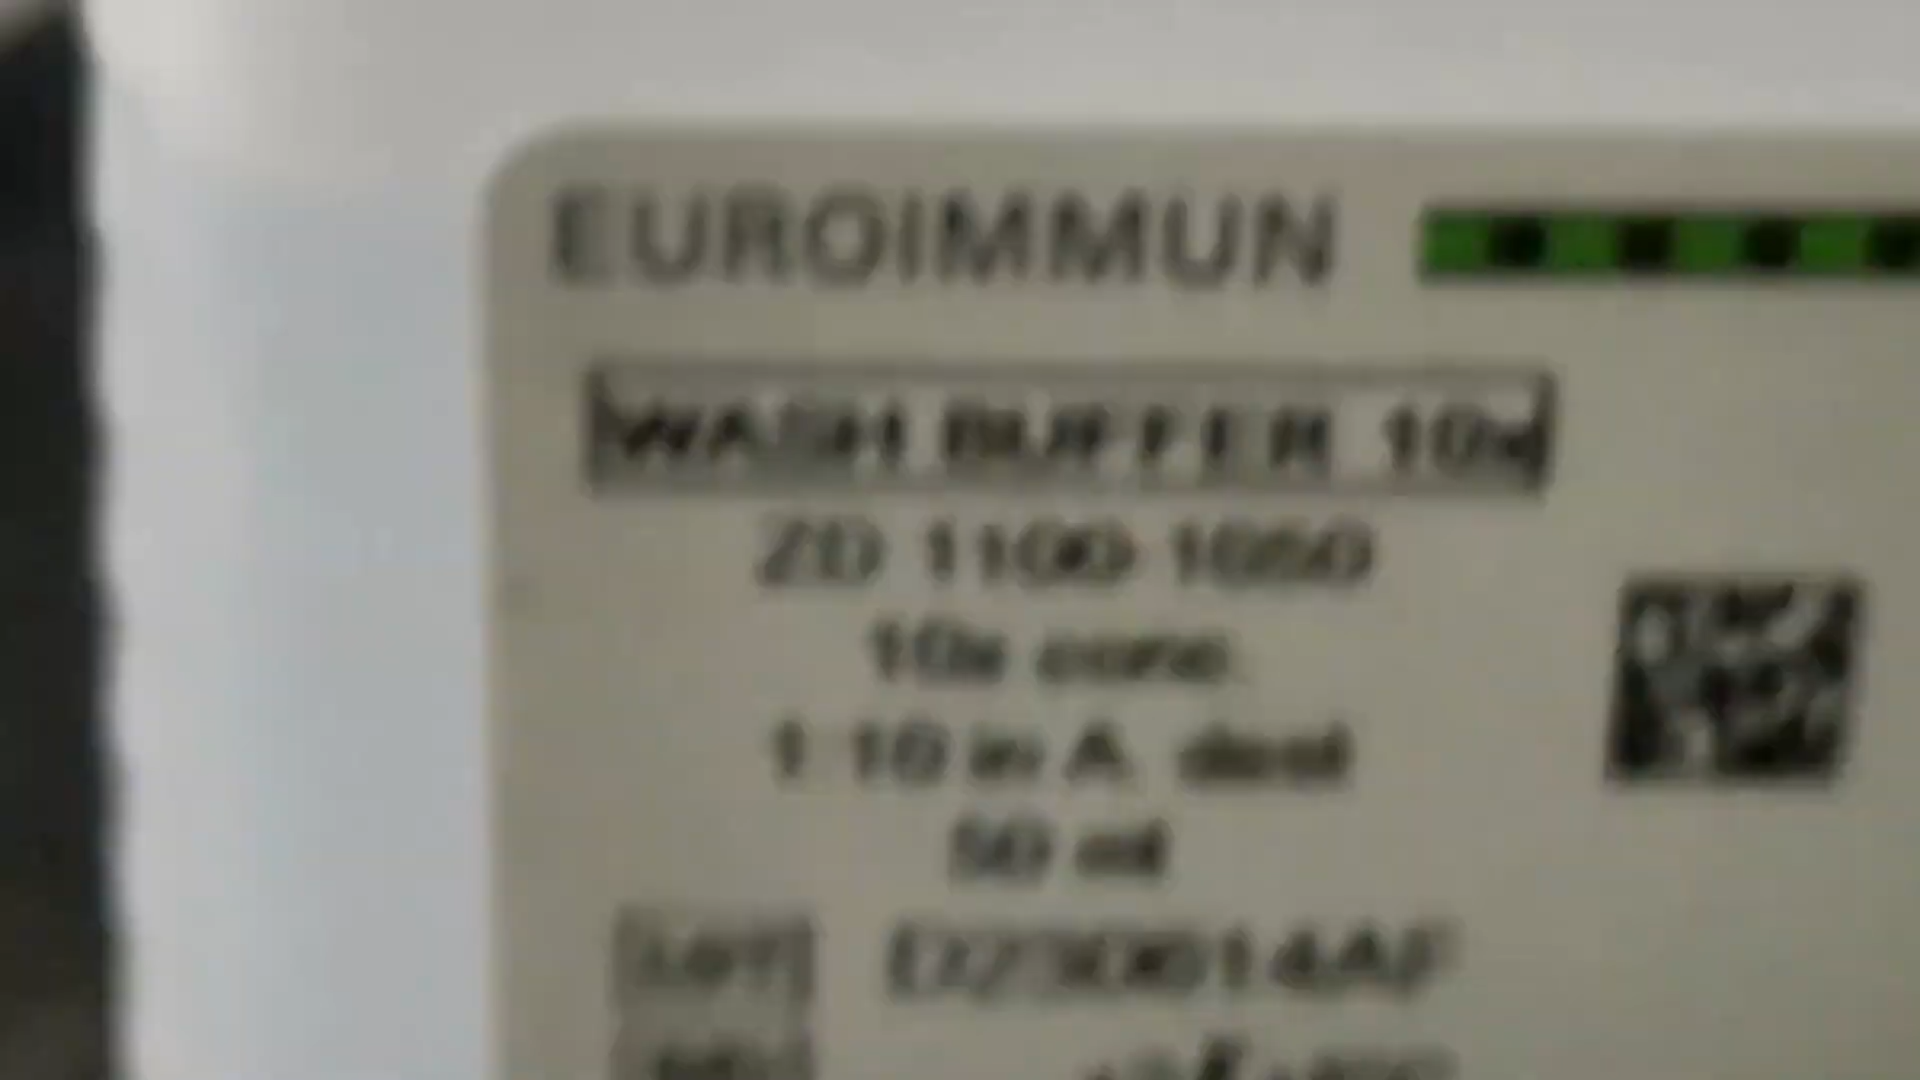 EUROIMMUN
WASH BUFFER 10x
ZD 1100-1050
10x conc.
1:10 in A. dest
50 ml
LOT